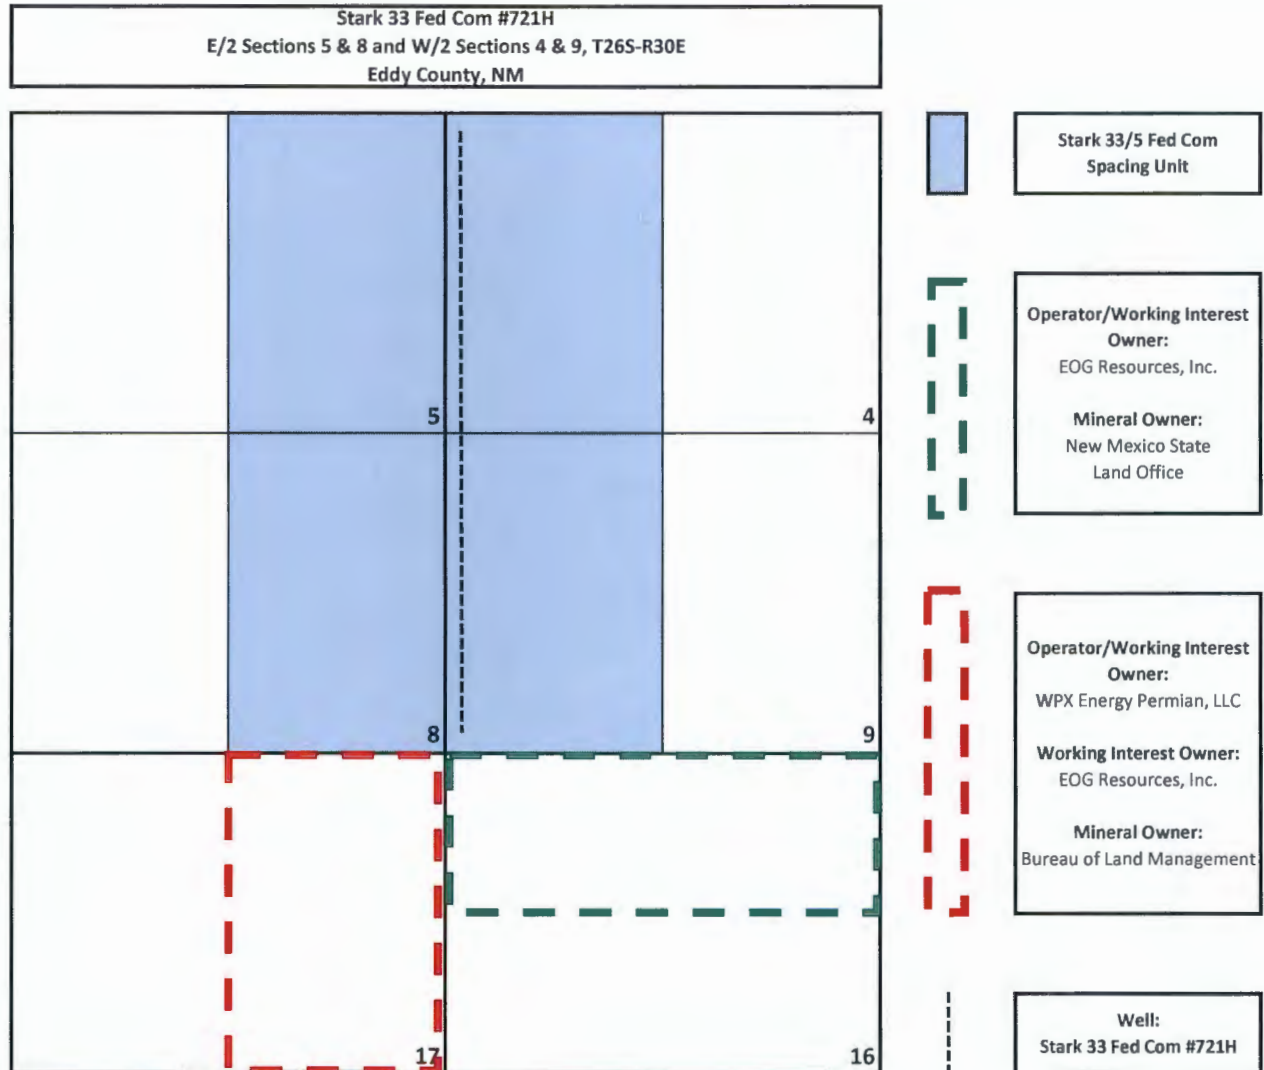 Stark 33 Fed Com #721H
E/2 Sections 5 & 8 and W/2 Sections 4 & 9, T26S-R30E
Eddy County, NM
5
4
8
9
17
16
Stark 33/5 Fed Com
Spacing Unit
Operator/Working Interest
Owner:
EOG Resources, Inc.
Mineral Owner:
New Mexico State
Land Office
Operator/Working Interest
Owner:
WPX Energy Permian, LLC
Working Interest Owner:
EOG Resources, Inc.
Mineral Owner:
Bureau of Land Management
Well:
Stark 33 Fed Com #721H